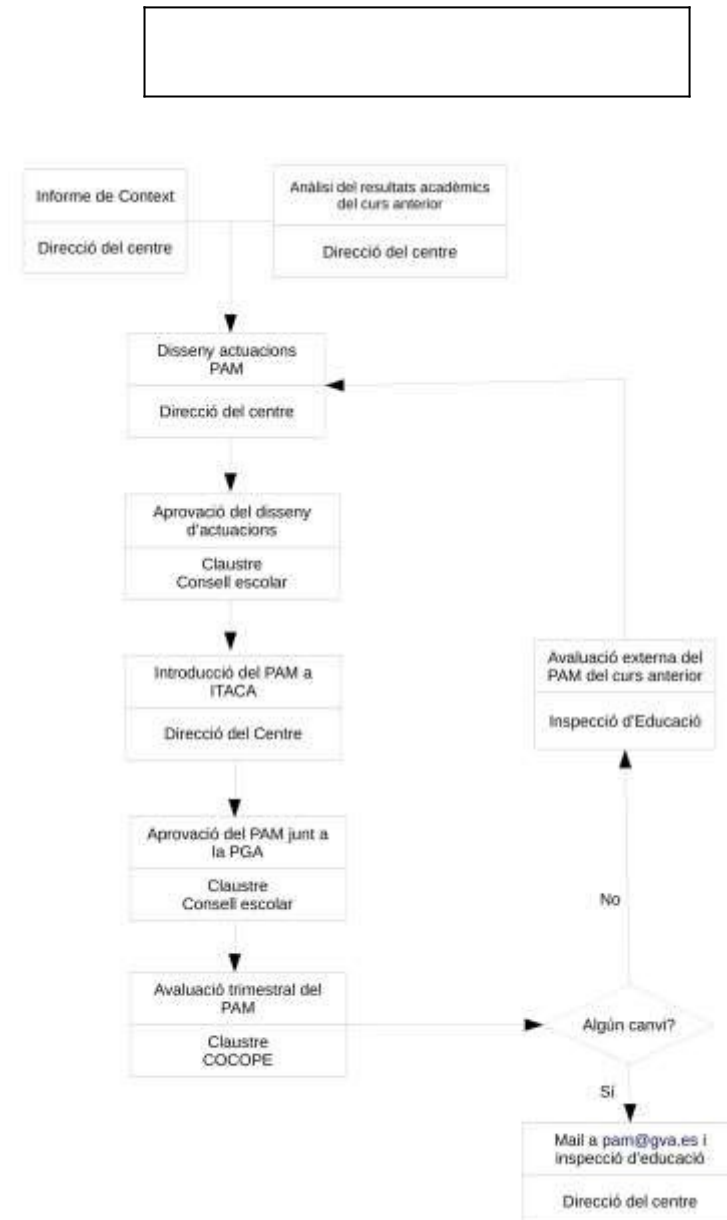 Informe de Context
Direcció del centre
Anàlisi del resultats acadèmics
del curs anterior
Direcció del centre
Disseny actuacions
PAM
Direcció del centre
Aprovació del disseny
d'actuacions
Claustre
Consell escolar
Introducció del PAM a
ITACA
Direcció del Centre
Aprovació del PAM junt a
la PGA
Claustre
Consell escolar
Avaluació trimestral del
PAM
Claustre
COCOPE
Avaluació externa del
PAM del curs anterior
Inspecció d'Educació
No
Algún canvi?
Sí
Mail a pam@gva.es i
inspecció d'educació
Direcció del centre